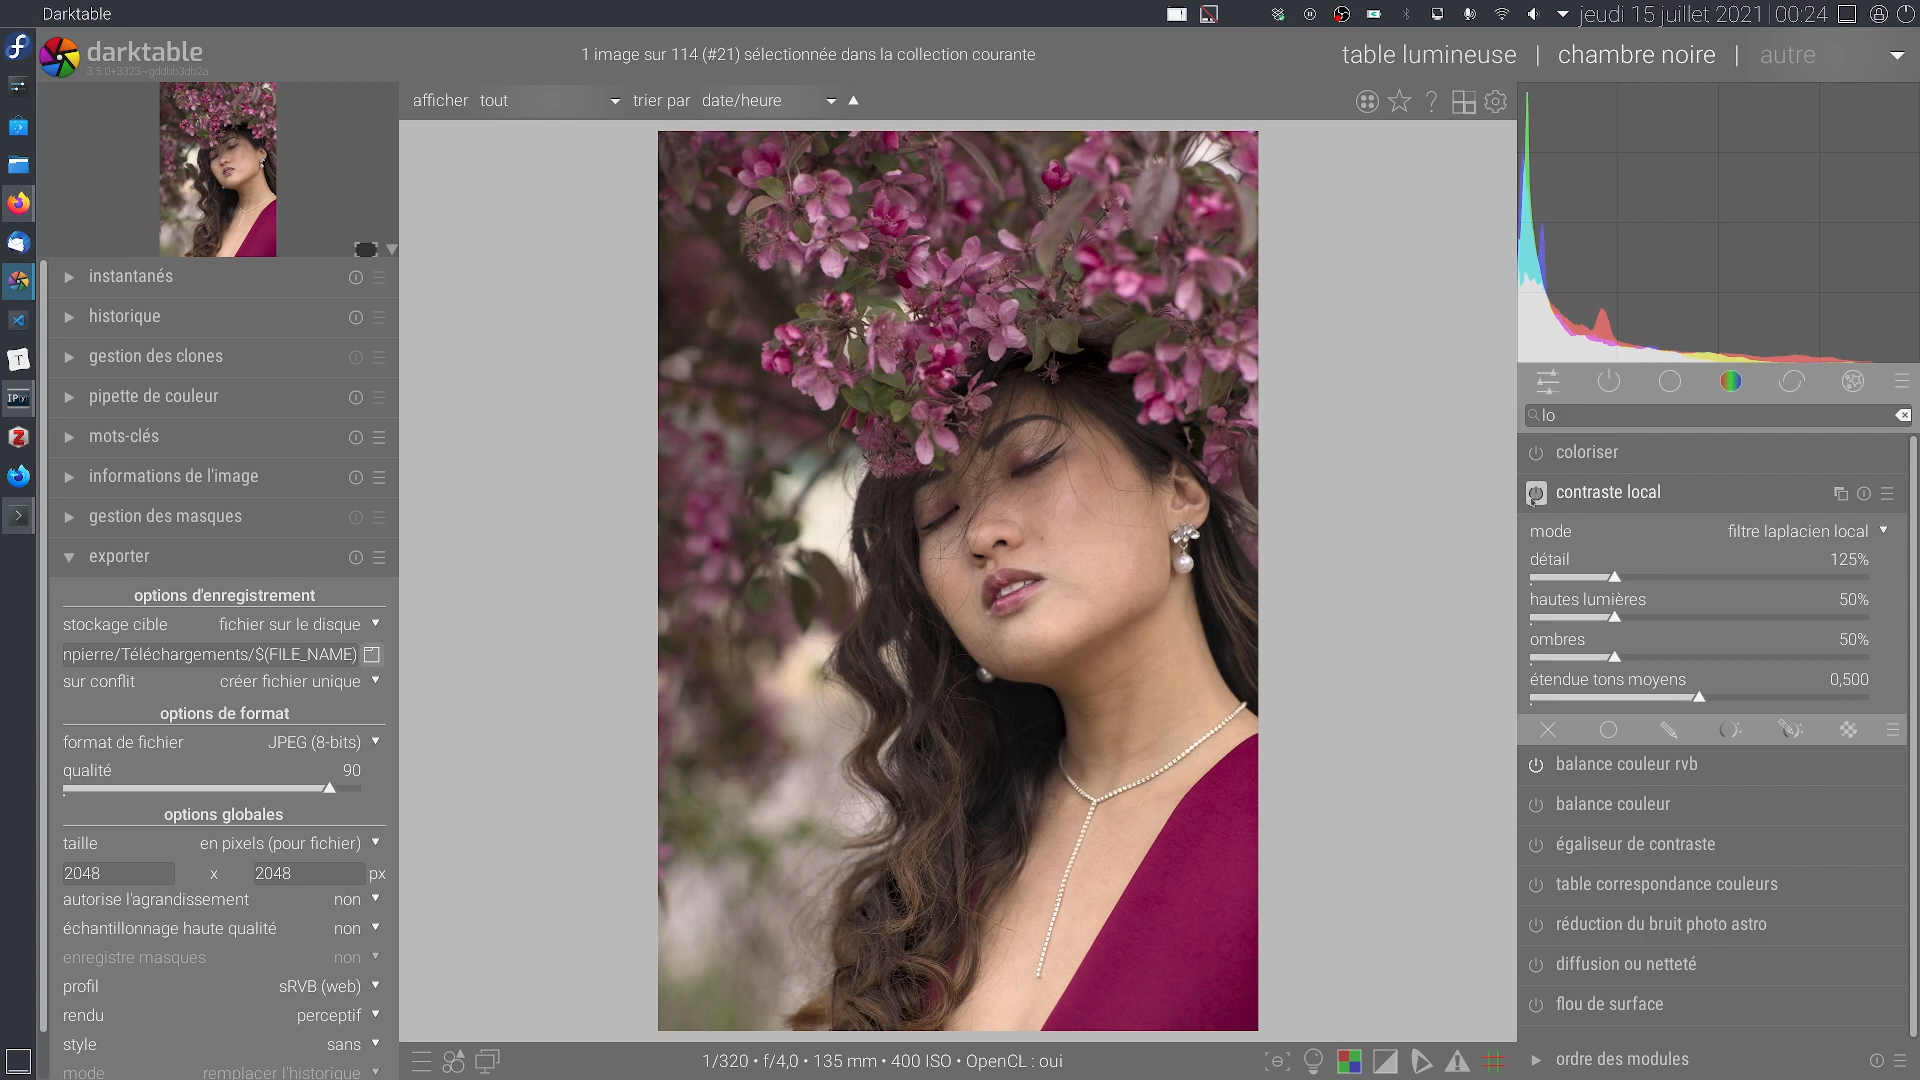 Darktable
jeudi 15 juillet 2021 00:24
darktable
3.5.0+3323~gddbb3db2a
1 image sur 114 (#21) sélectionnée dans la collection courante
table lumineuse | chambre noire | autre
afficher tout trier par date/heure
?
instantanés
historique
gestion des clones
pipette de couleur
mots-clés
informations de l'image
gestion des masques
exporter
options d'enregistrement
stockage cible fichier sur le disque
npierre/Téléchargements/$(FILE_NAME)
sur conflit créer fichier unique
options de format
format de fichier JPEG (8-bits)
qualité 90
options globales
taille en pixels (pour fichier)
2048 x 2048 px
autorise l'agrandissement non
échantillonnage haute qualité non
enregistre masques non
profil sRVB (web)
rendu perceptif
style sans
mode remplacer l'historique
1/320 • f/4,0 • 135 mm • 400 ISO • OpenCL : oui
lo
coloriser
contraste local
mode filtre laplacien local
détail 125%
hautes lumières 50%
ombres 50%
étendue tons moyens 0,500
balance couleur rvb
balance couleur
égaliseur de contraste
table correspondance couleurs
réduction du bruit photo astro
diffusion ou netteté
flou de surface
ordre des modules